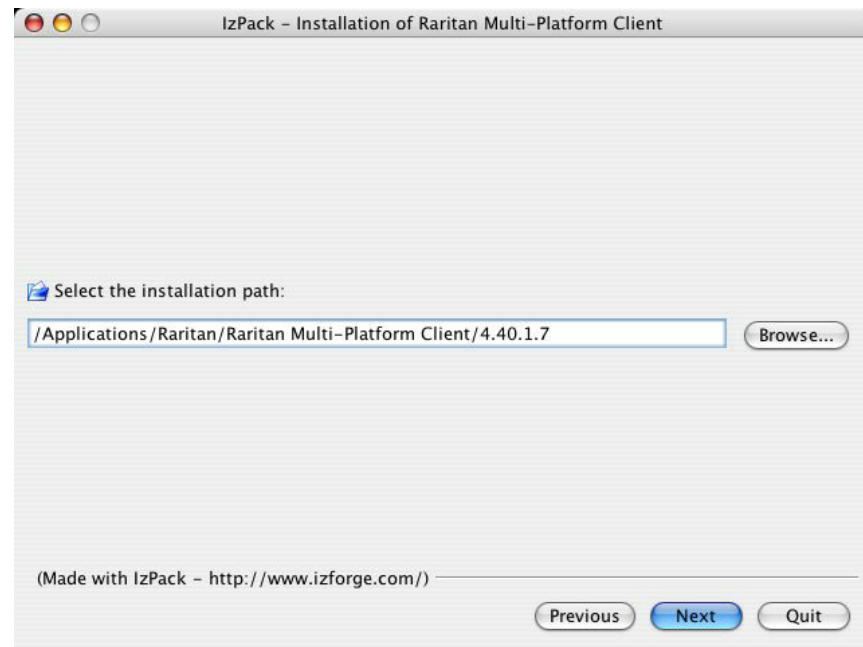 IzPack – Installation of Raritan Multi–Platform Client
Select the installation path:
/Applications/Raritan/Raritan Multi–Platform Client/4.40.1.7
Browse...
(Made with IzPack – http://www.izforge.com/)
Previous
Next
Quit